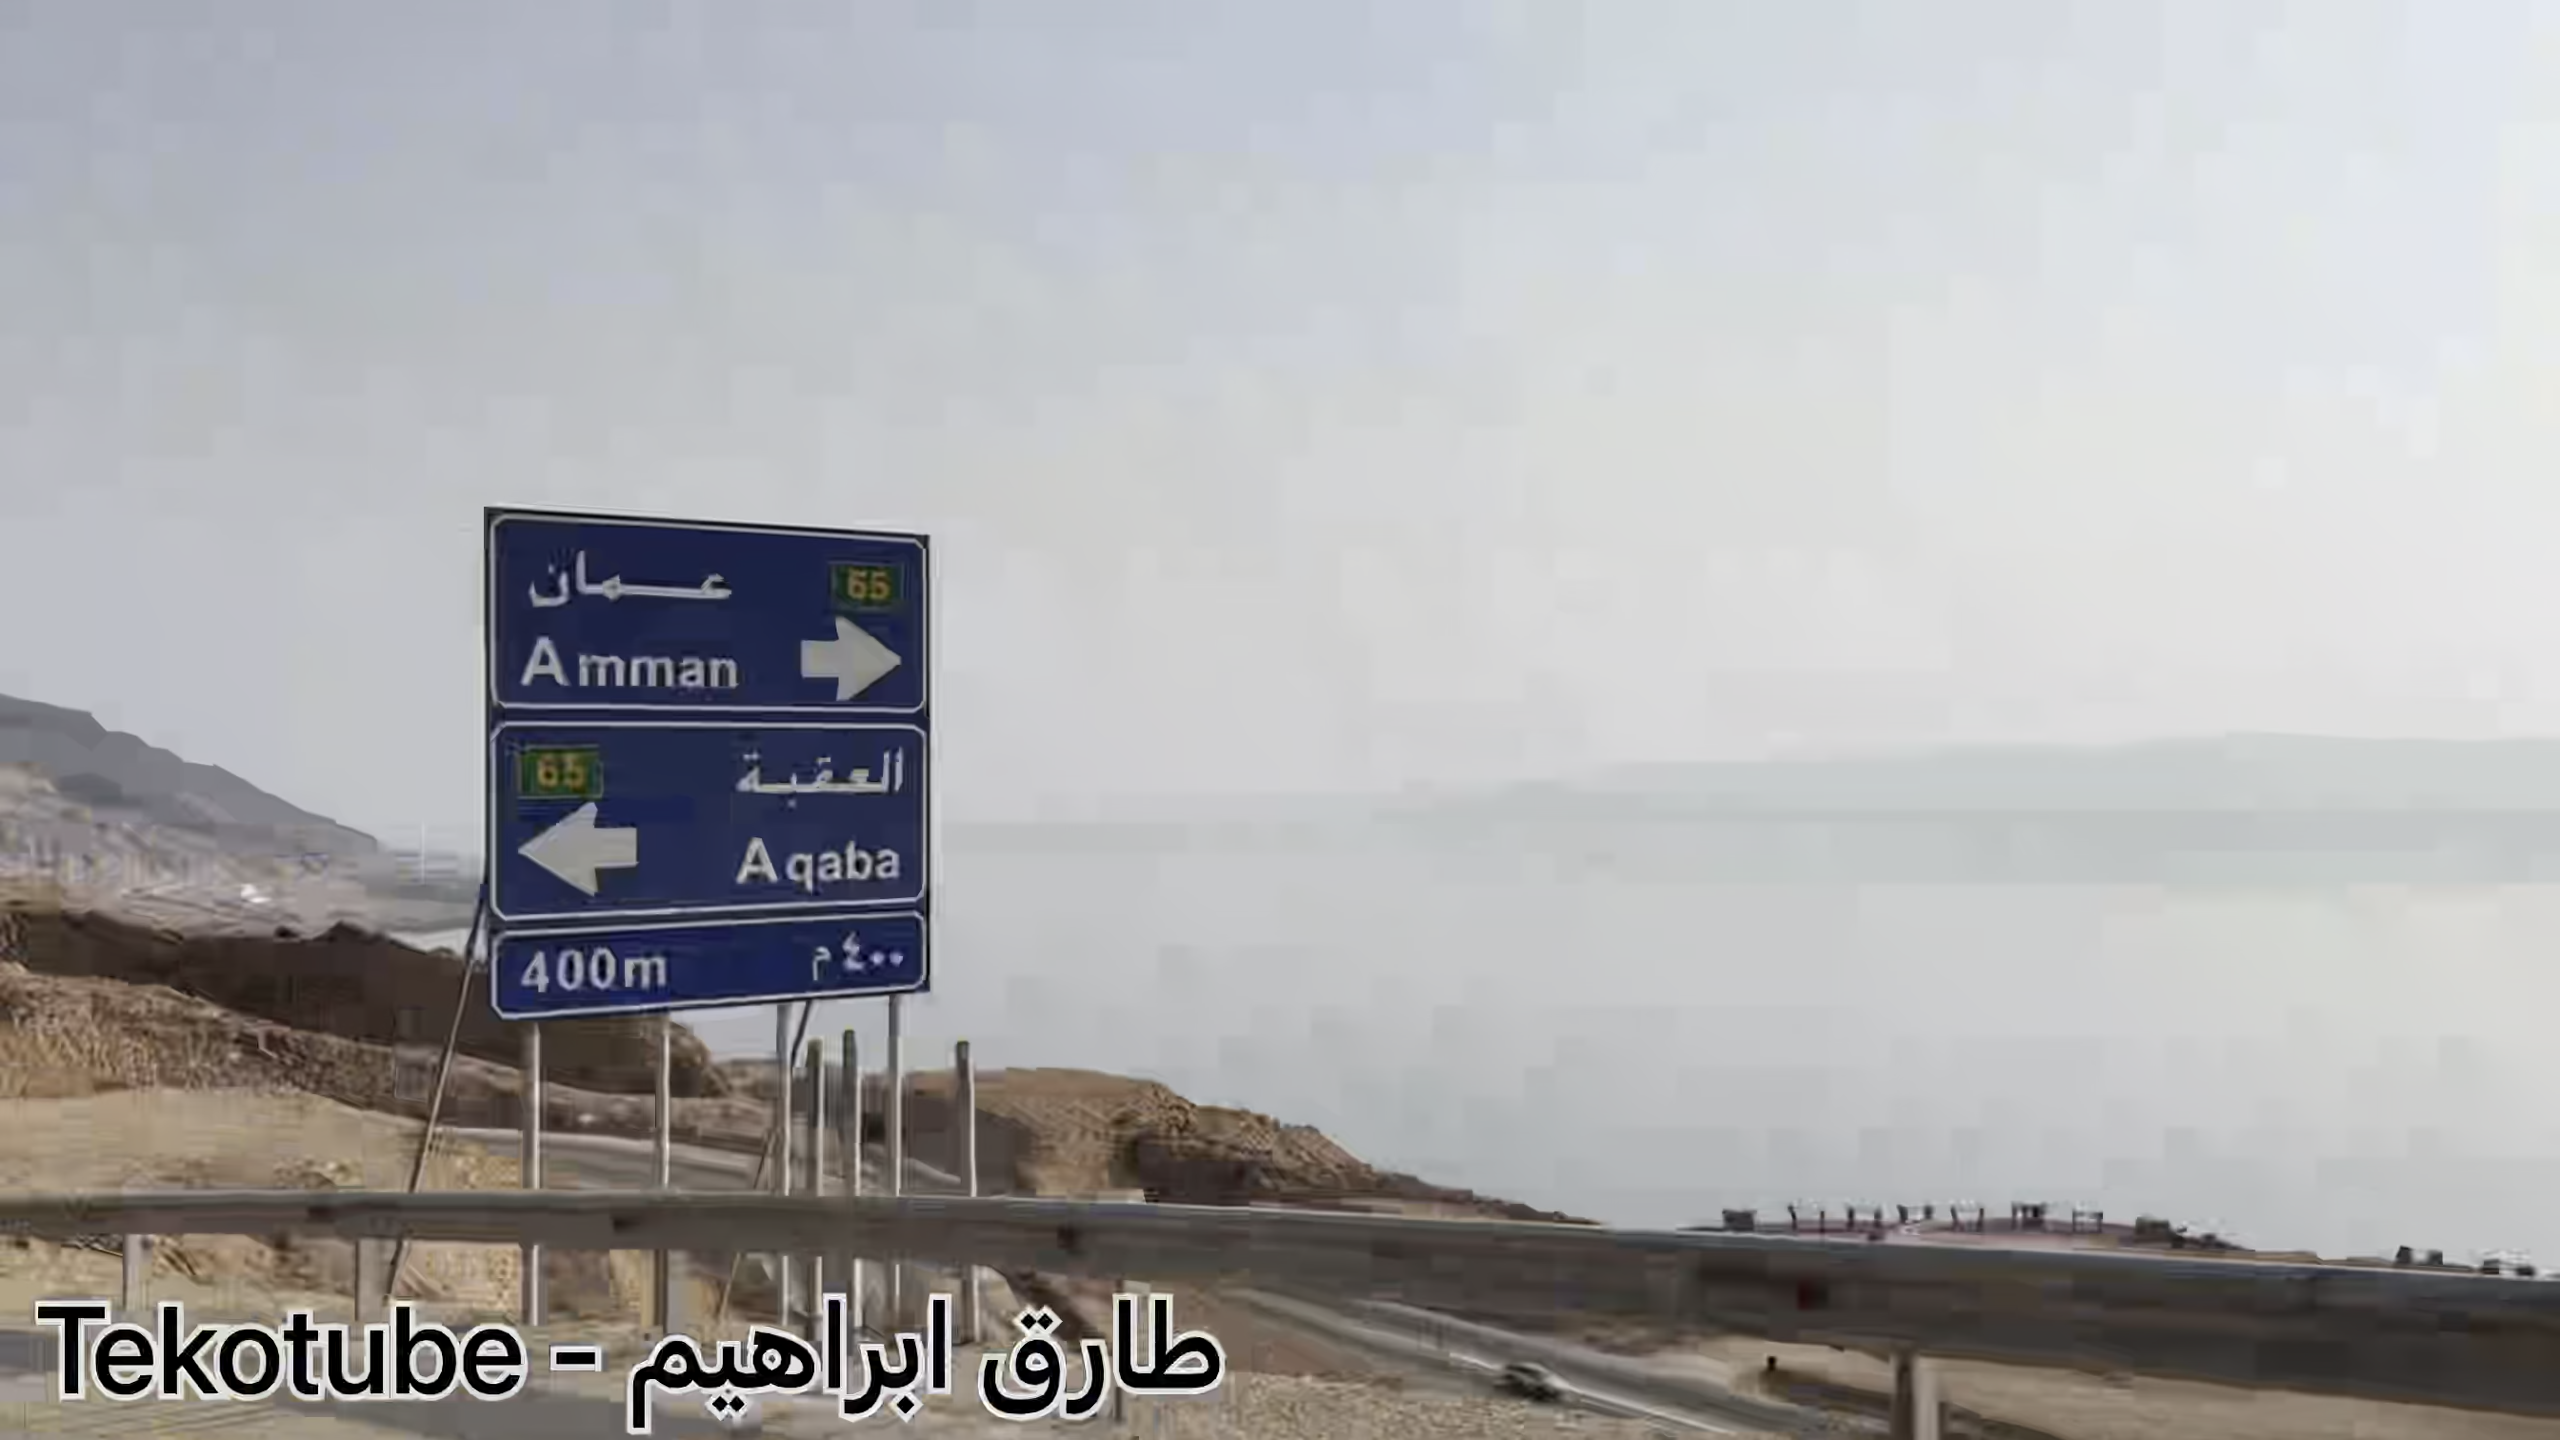 عمان 65
Amman
65 العقبة
Aqaba
400m ٤٠٠ م
Tekotube - طارق ابراهيم